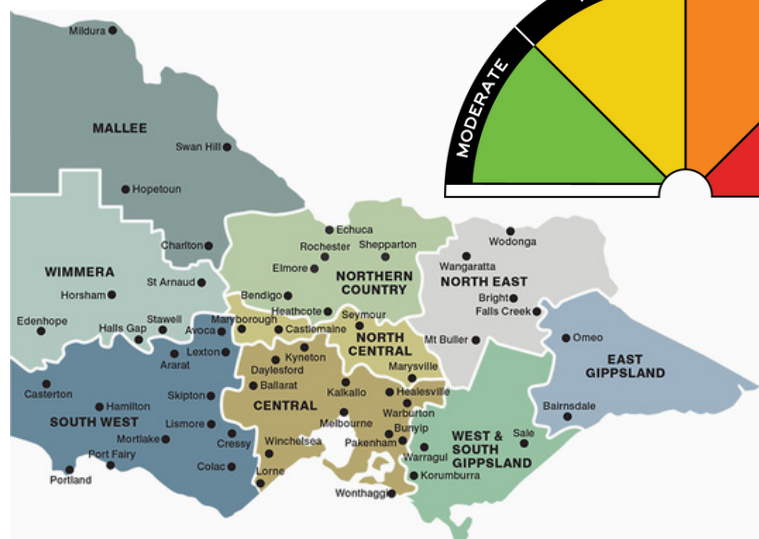 MODERATE
Mildura
MALLEE
Swan Hill
Hopetoun
Charlton
WIMMERA
St Arnaud
Horsham
Edenhope
Halls Gap
Stawell
Echuca
Rochester
Shepparton
Elmore
NORTHERN
COUNTRY
Bendigo
Heathcote
Wodonga
Wangaratta
NORTH EAST
Bright
Falls Creek
Mt Buller
Omeo
EAST
GIPPSLAND
Bairnsdale
Maryborough
Castlemaine
Seymour
NORTH
CENTRAL
Marysville
Avoca
Lexton
Ararat
Casterton
Hamilton
SOUTH WEST
Skipton
Lismore
Mortlake
Cressy
Port Fairy
Portland
Colac
Kyneton
Daylesford
Ballarat
CENTRAL
Kalkallo
Melbourne
Healesville
Warburton
Bunyip
Pakenham
Winchelsea
Lorne
Wonthaggi
WEST &
SOUTH
GIPPSLAND
Sale
Warragul
Korumburra